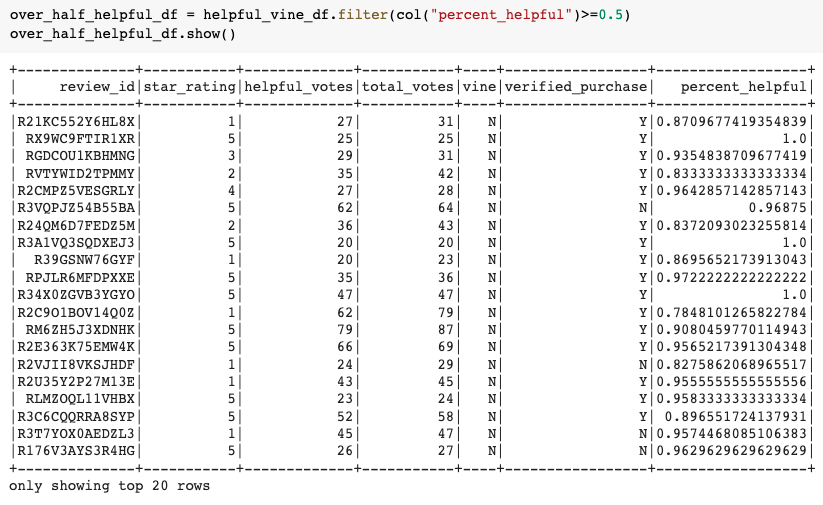 over_half_helpful_df = helpful_vine_df.filter(col("percent_helpful")>=0.5)
over_half_helpful_df.show()
+--------------+-----------+-------------+-----------+----+-----------------+------------------+
|     review_id|star_rating|helpful_votes|total_votes|vine|verified_purchase|   percent_helpful|
+--------------+-----------+-------------+-----------+----+-----------------+------------------+
|R21KC552Y6HL8X|          1|           27|         31|   N|                Y|0.8709677419354839|
| RX9WC9FTIR1XR|          5|           25|         25|   N|                Y|               1.0|
| RGDCOU1KBHMNG|          3|           29|         31|   N|                Y|0.9354838709677419|
| RVTYWID2TPMMY|          2|           35|         42|   N|                Y|0.8333333333333334|
|R2CMPZ5VESGRLY|          4|           27|         28|   N|                Y|0.9642857142857143|
|R3VQPJZ54B55BA|          5|           62|         64|   N|                N|           0.96875|
|R24QM6D7FEDZ5M|          2|           36|         43|   N|                Y|0.8372093023255814|
|R3A1VQ3SQDXEJ3|          5|           20|         20|   N|                Y|               1.0|
|  R39GSNW76GYF|          1|           20|         23|   N|                Y|0.8695652173913043|
| RPJLR6MFDPXXE|          5|           35|         36|   N|                Y|0.9722222222222222|
|R34X0ZGVB3YGYO|          5|           47|         47|   N|                Y|               1.0|
|R2C9O1BOV14Q0Z|          1|           62|         79|   N|                Y|0.7848101265822784|
| RM6ZH5J3XDNHK|          5|           79|         87|   N|                Y|0.9080459770114943|
|R2E363K75EMW4K|          5|           66|         69|   N|                Y|0.9565217391304348|
|R2VJII8VKSJHDF|          1|           24|         29|   N|                N|0.8275862068965517|
|R2U35Y2P27M13E|          1|           43|         45|   N|                Y|0.9555555555555556|
| RLMZOQL11VHBX|          5|           23|         24|   N|                Y|0.9583333333333334|
|R3C6CQQRRA8SYP|          5|           52|         58|   N|                Y| 0.896551724137931|
|R3T7YOX0AEDZL3|          1|           45|         47|   N|                N|0.9574468085106383|
|R176V3AYS3R4HG|          5|           26|         27|   N|                N|0.9629629629629629|
+--------------+-----------+-------------+-----------+----+-----------------+------------------+
only showing top 20 rows